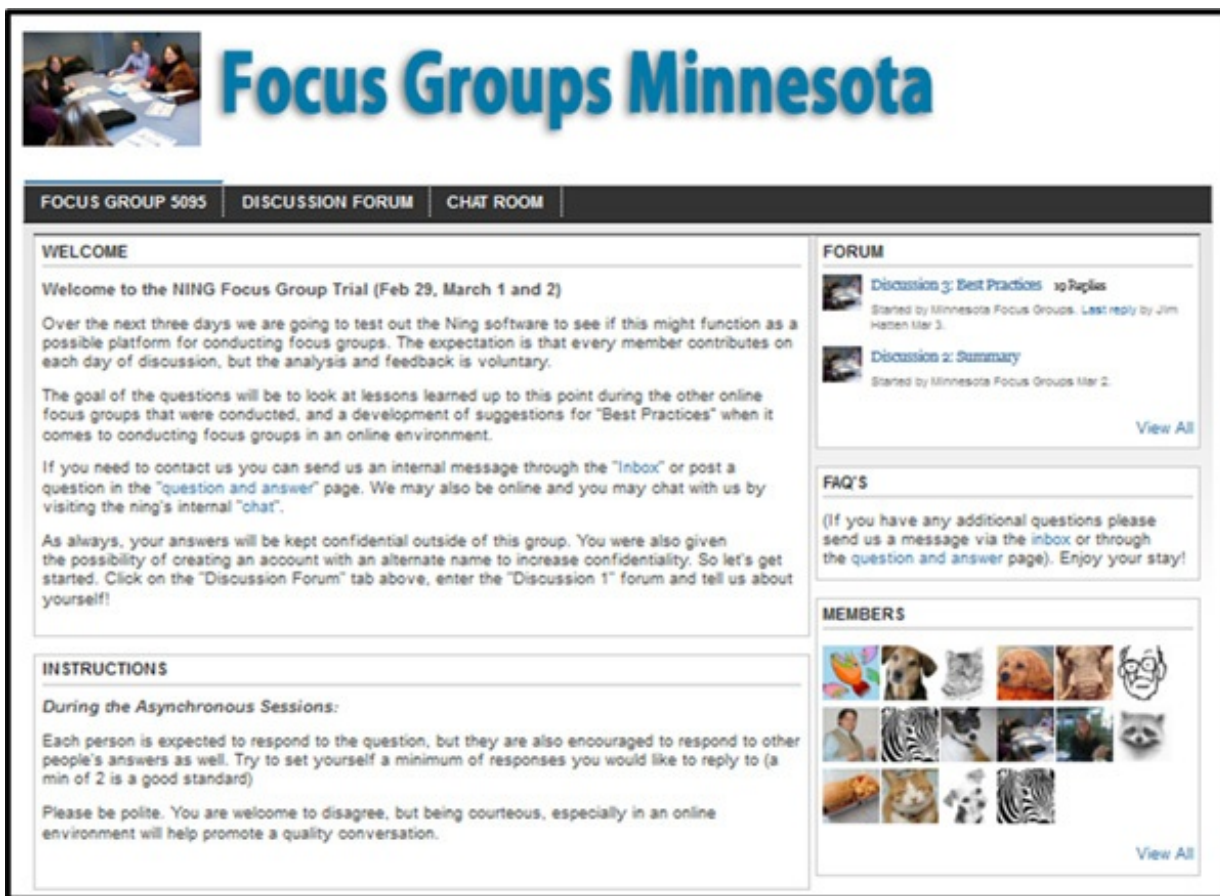 Focus Groups Minnesota
FOCUS GROUP 5095
DISCUSSION FORUM
CHAT ROOM
WELCOME
Welcome to the NING Focus Group Trial (Feb 29, March 1 and 2)
Over the next three days we are going to test out the Ning software to see if this might function as a
possible platform for conducting focus groups. The expectation is that every member contributes on
each day of discussion, but the analysis and feedback is voluntary.
The goal of the questions will be to look at lessons learned up to this point during the other online
focus groups that were conducted, and a development of suggestions for "Best Practices" when it
comes to conducting focus groups in an online environment.
If you need to contact us you can send us an internal message through the "Inbox" or post a
question in the "question and answer" page. We may also be online and you may chat with us by
visiting the ning's internal "chat".
As always, your answers will be kept confidential outside of this group. You were also given
the possibility of creating an account with an alternate name to increase confidentiality. So let's get
started. Click on the "Discussion Forum" tab above, enter the "Discussion 1" forum and tell us about
yourself!
INSTRUCTIONS
During the Asynchronous Sessions:
Each person is expected to respond to the question, but they are also encouraged to respond to other
people's answers as well. Try to set yourself a minimum of responses you would like to reply to (a
min of 2 is a good standard)
Please be polite. You are welcome to disagree, but being courteous, especially in an online
environment will help promote a quality conversation.
FORUM
Discussion 3: Best Practices 19 Replies
Started by Minnesota Focus Groups. Last reply by Jim
Hatten Mar 3.
Discussion 2: Summary
Started by Minnesota Focus Groups Mar 2.
View All
FAQ'S
(If you have any additional questions please
send us a message via the inbox or through
the question and answer page). Enjoy your stay!
MEMBERS
View All